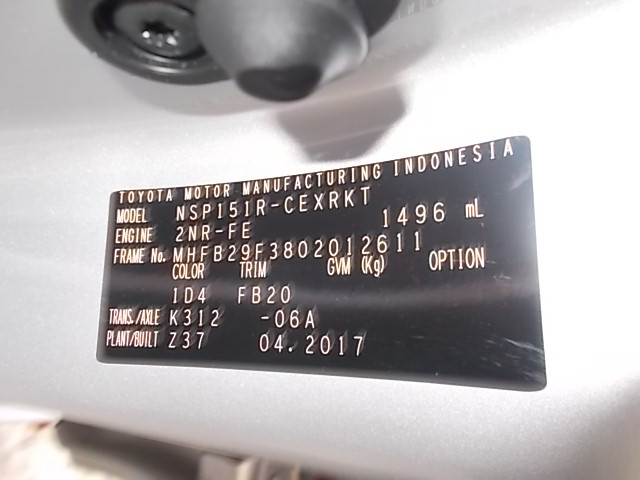 TOYOTA MOTOR MANUFACTURING INDONESIA
MODEL NSP151R-CEXRKT
ENGINE 2NR-FE 1496 mL
FRAME No. MHFB29F3802012611
COLOR TRIM GVM (Kg) OPTION
1D4 FB20
TRANS./AXLE K312 -06A
PLANT/BUILT Z37 04.2017